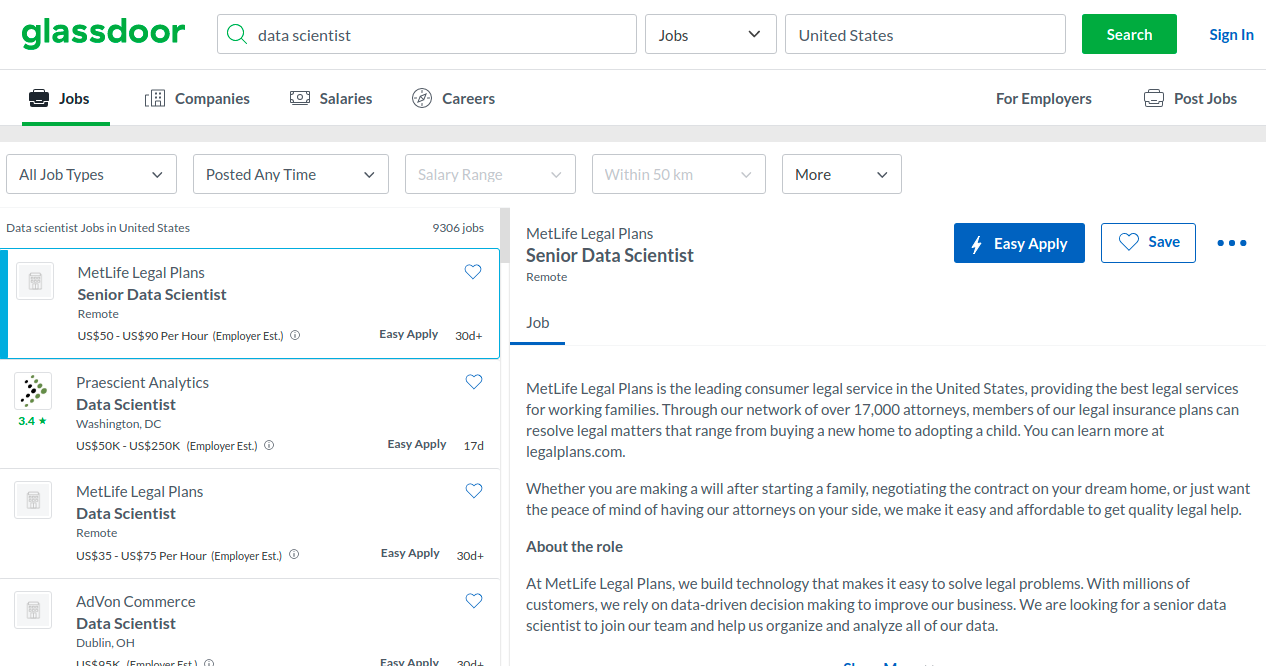 glassdoor
data scientist
Jobs
United States
Search
Sign In
Jobs
Companies
Salaries
Careers
For Employers
Post Jobs
All Job Types
Posted Any Time
Salary Range
Within 50 km
More
Data scientist Jobs in United States
9306 jobs
MetLife Legal Plans
Senior Data Scientist
Remote
US$50 - US$90 Per Hour (Employer Est.)
Easy Apply
30d+
Praescient Analytics
Data Scientist
3.4 ★
Washington, DC
US$50K - US$250K (Employer Est.)
Easy Apply
17d
MetLife Legal Plans
Data Scientist
Remote
US$35 - US$75 Per Hour (Employer Est.)
Easy Apply
30d+
AdVon Commerce
Data Scientist
Dublin, OH
US$95K (Employer Est.)
Easy Apply
30d+
MetLife Legal Plans
Senior Data Scientist
Remote
Easy Apply
Save
Job
MetLife Legal Plans is the leading consumer legal service in the United States, providing the best legal services
for working families. Through our network of over 17,000 attorneys, members of our legal insurance plans can
resolve legal matters that range from buying a new home to adopting a child. You can learn more at
legalplans.com.
Whether you are making a will after starting a family, negotiating the contract on your dream home, or just want
the peace of mind of having our attorneys on your side, we make it easy and affordable to get quality legal help.
About the role
At MetLife Legal Plans, we build technology that makes it easy to solve legal problems. With millions of
customers, we rely on data-driven decision making to improve our business. We are looking for a senior data
scientist to join our team and help us organize and analyze all of our data.